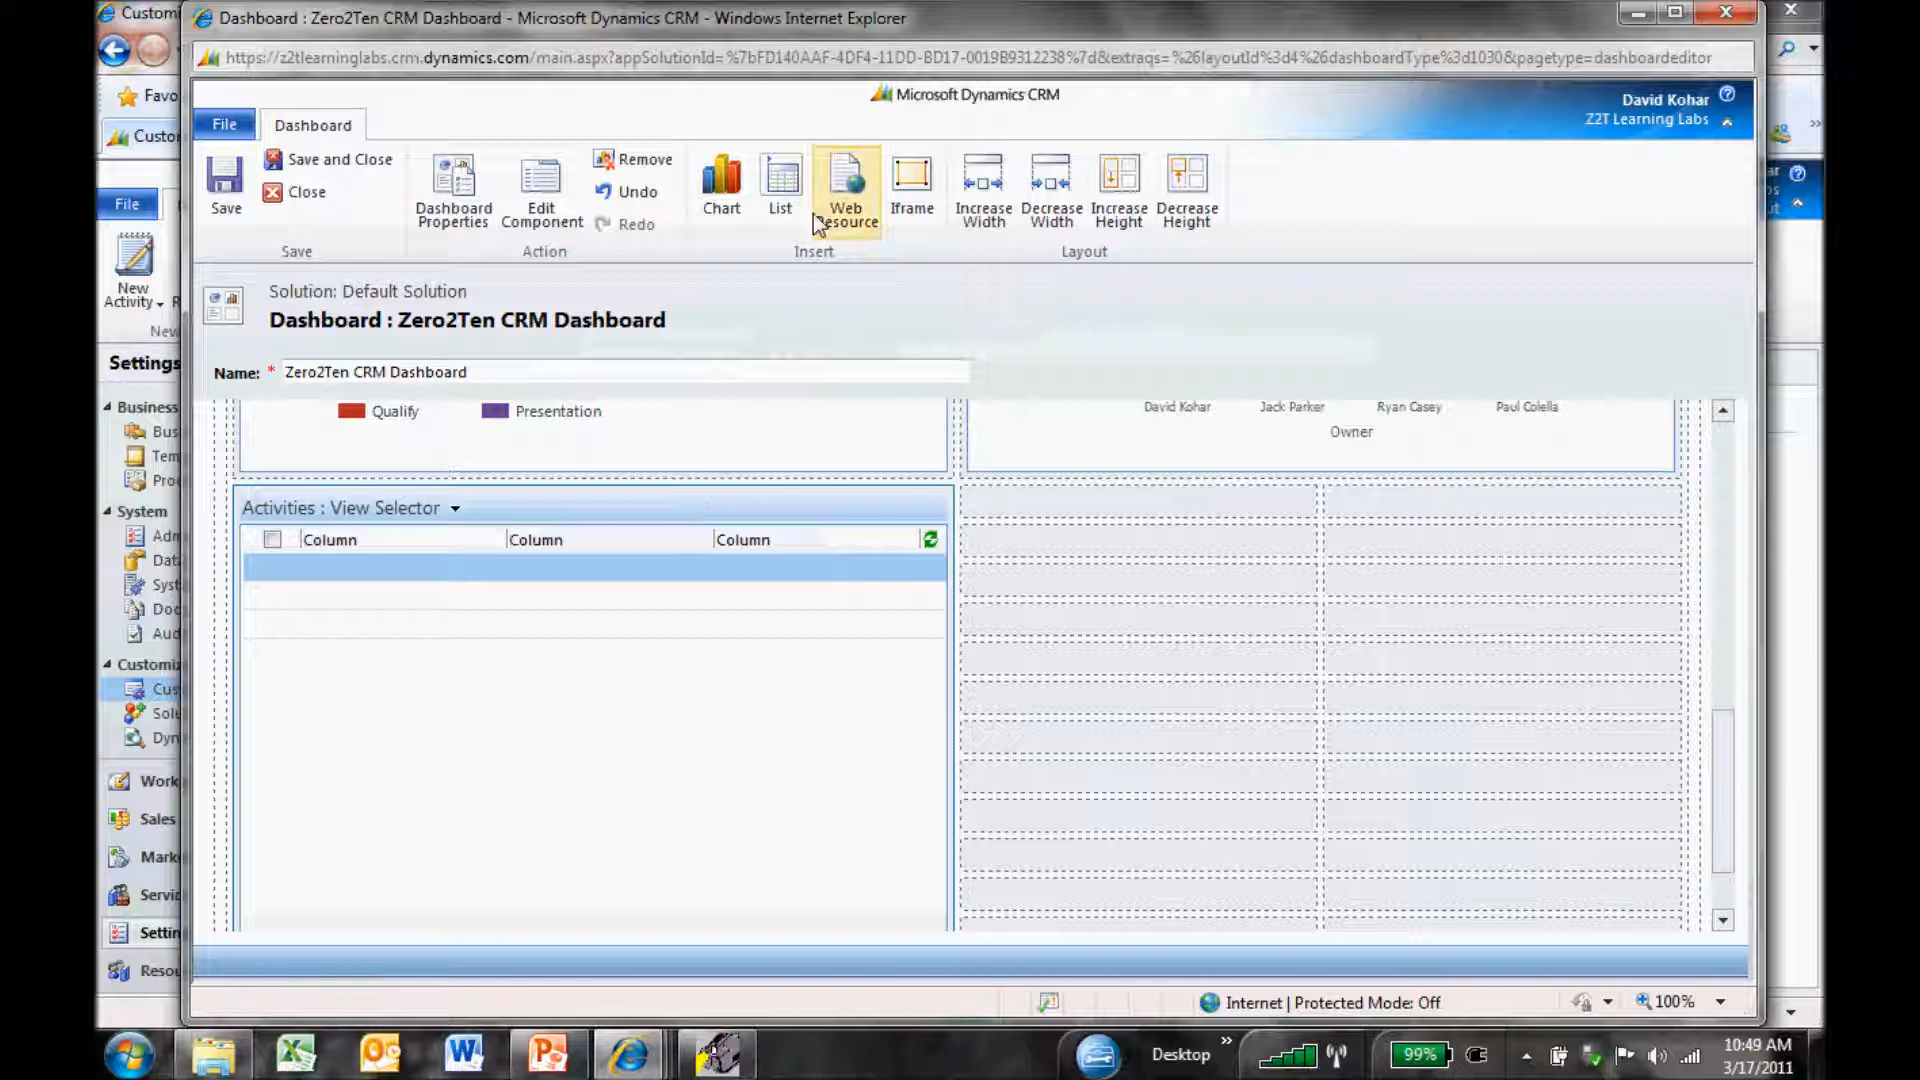 Customi
Dashboard : Zero2Ten CRM Dashboard - Microsoft Dynamics CRM - Windows Internet Explorer
https://z2tlearninglabs.crm.dynamics.com/main.aspx?appSolutionId=%7bFD140AAF-4DF4-11DD-BD17-0019B9312238%7d&extraqs=%26layoutId%3d4%26dashboardType%3d1030&pagetype=dashboardeditor
Favo
Custo
Microsoft Dynamics CRM
David Kohar
Z2T Learning Labs
File
Dashboard
Save
Save and Close
Close
Dashboard Properties
Edit Component
Remove
Undo
Redo
Chart
List
Web Resource
Iframe
Increase Width
Decrease Width
Increase Height
Decrease Height
Save
Action
Insert
Layout
File
New
Activity
New
Solution: Default Solution
Dashboard : Zero2Ten CRM Dashboard
Name: * Zero2Ten CRM Dashboard
Qualify
Presentation
David Kohar
Jack Parker
Ryan Casey
Paul Colella
Owner
Activities : View Selector
Column
Column
Column
Settings
Business
Bus
Tem
Pro
System
Adm
Data
Syst
Doc
Aud
Customiz
Cus
Solu
Dyn
Work
Sales
Mark
Servic
Settin
Resou
Internet | Protected Mode: Off
100%
Desktop
99%
10:49 AM
3/17/2011